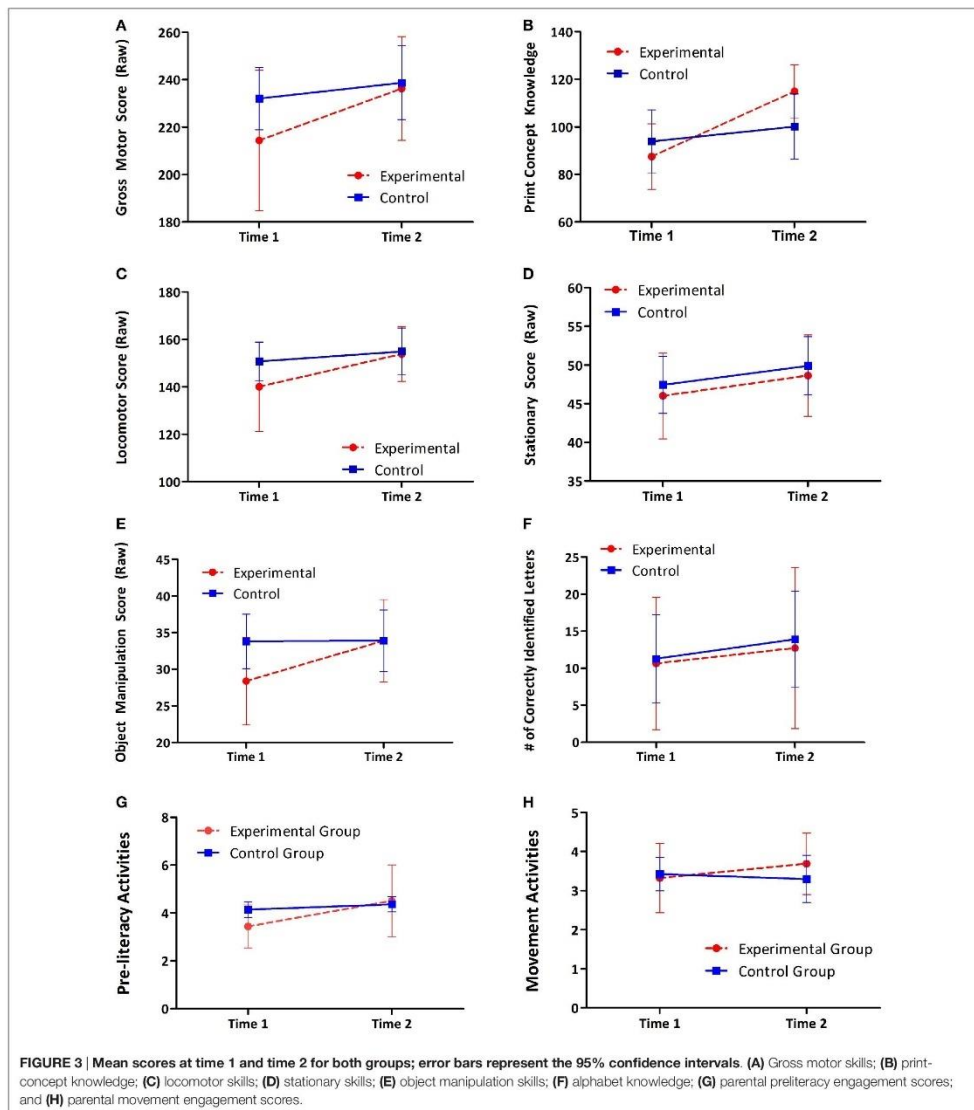 A
Gross Motor Score (Raw)
260
240
220
200
180
Experimental
Control
Time 1
Time 2
B
Print Concept Knowledge
140
120
100
80
60
Experimental
Control
Time 1
Time 2
C
Locomotor Score (Raw)
180
160
140
120
100
Experimental
Control
Time 1
Time 2
D
Stationary Score (Raw)
60
55
50
45
40
35
Experimental
Control
Time 1
Time 2
E
Object Manipulation Score (Raw)
45
40
35
30
25
20
Experimental
Control
Time 1
Time 2
F
# of Correctly Identified Letters
25
20
15
10
5
0
Experimental
Control
Time 1
Time 2
G
Pre-literacy Activities
8
6
4
2
0
Experimental Group
Control Group
Time 1
Time 2
H
Movement Activities
5
4
3
2
1
0
Experimental Group
Control Group
Time 1
Time 2
FIGURE 3 | Mean scores at time 1 and time 2 for both groups; error bars represent the 95% confidence intervals. (A) Gross motor skills; (B) print-
concept knowledge; (C) locomotor skills; (D) stationary skills; (E) object manipulation skills; (F) alphabet knowledge; (G) parental preliteracy engagement scores;
and (H) parental movement engagement scores.